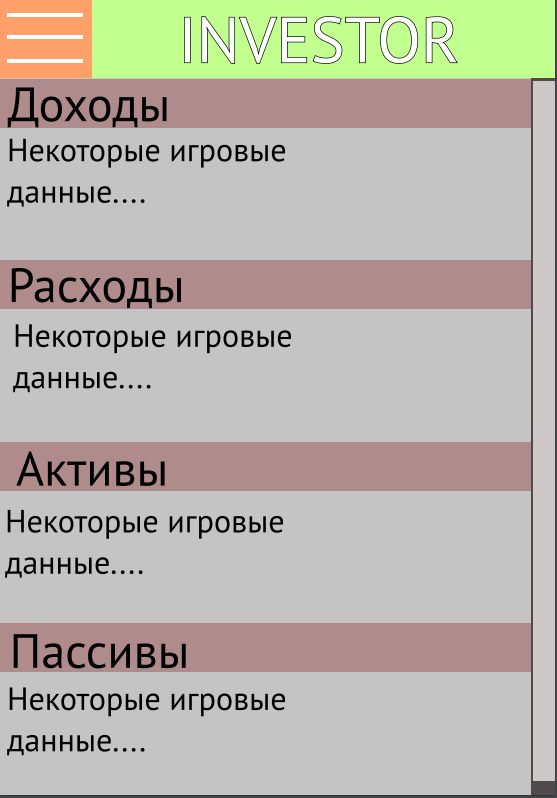 INVESTOR
Доходы
Некоторые игровые
данные....
Расходы
Некоторые игровые
данные....
Активы
Некоторые игровые
данные....
Пассивы
Некоторые игровые
данные....